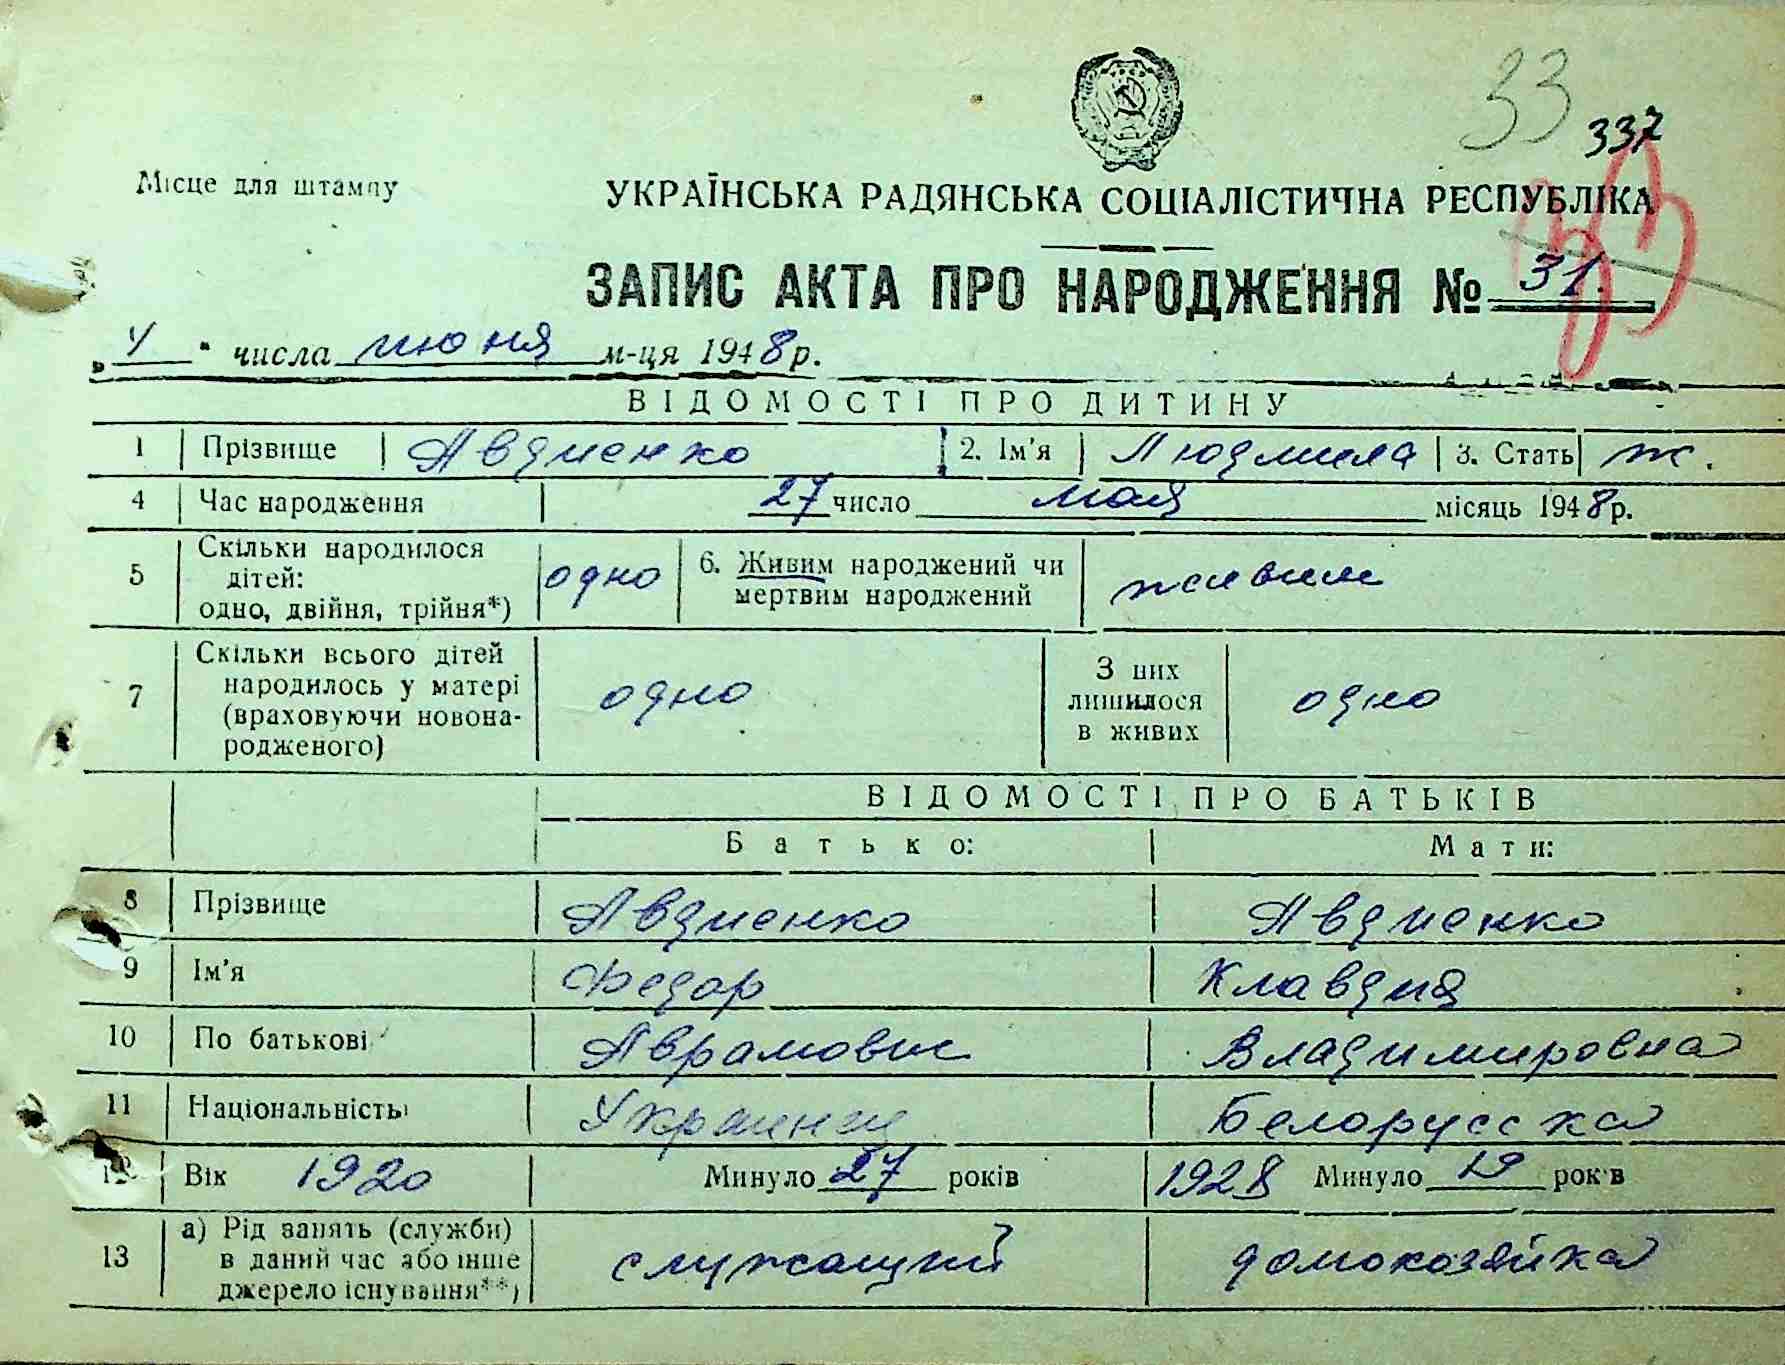 УРСР
33
337
Місце для штампу
УКРАЇНСЬКА РАДЯНСЬКА СОЦІАЛІСТИЧНА РЕСПУБЛІКА
ЗАПИС АКТА ПРО НАРОДЖЕННЯ № 31.
„ 4 “ числа июня м-ця 1948 р.
ВІДОМОСТІ ПРО ДИТИНУ
1 Прізвище Авдиенко 2. Ім'я Людмила 3. Стать ж.
4 Час народження 27 число мая місяць 1948 р.
5 Скільки народилося дітей: одно, двійня, трійня*) одно 6. Живим народжений чи мертвим народжений живым
7 Скільки всього дітей народилось у матері (враховуючи новонародженого) одно З них лишилося в живих одно
ВІДОМОСТІ ПРО БАТЬКІВ
Батько: Мати:
8 Прізвище Авдиенко Авдиенко
9 Ім'я Федор Клавдия
10 По батькові Аврамович Владимировна
11 Національність Украинец Белорусска
12 Вік 1920 Минуло 27 років 1928 Минуло 19 років
13 а) Рід занять (служби) в даний час або інше джерело існування**) служащий домохозяйка